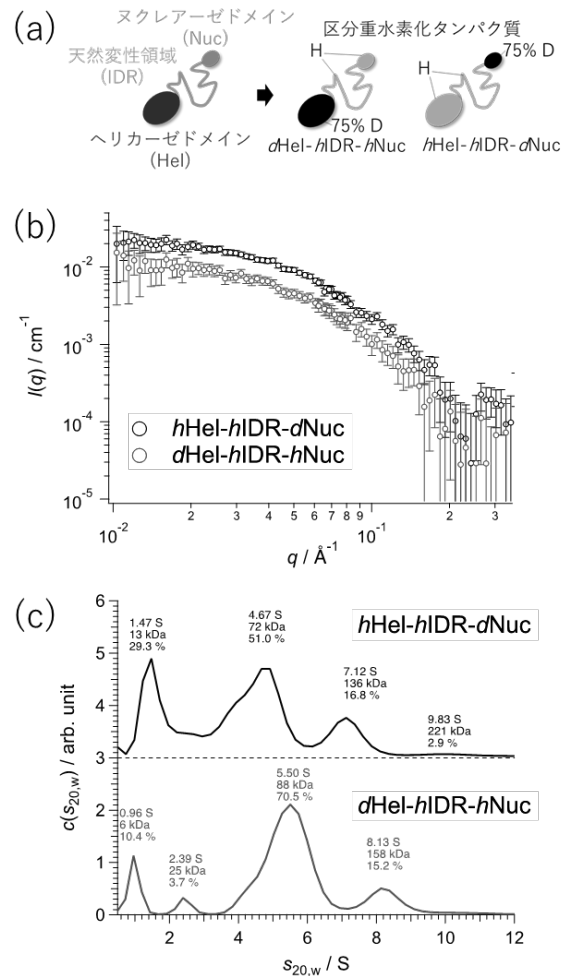 (a)
ヌクレアーゼドメイン
(Nuc)
天然変性領域
(IDR)
ヘリカーゼドメイン
(Hel)
区分重水素化タンパク質
H
75% D
dHel-hIDR-hNuc
H
75% D
hHel-hIDR-dNuc
(b)
I(q) / cm⁻¹
10⁻²
10⁻³
10⁻⁴
10⁻⁵
hHel-hIDR-dNuc
dHel-hIDR-hNuc
10⁻² 2 3 4 5 6 7 8 9 10⁻¹ 2 3
q / Å⁻¹
(c)
c(s20,w) / arb. unit
6
5
4
3
2
1
0
hHel-hIDR-dNuc
1.47 S
13 kDa
29.3 %
4.67 S
72 kDa
51.0 %
7.12 S
136 kDa
16.8 %
9.83 S
221 kDa
2.9 %
dHel-hIDR-hNuc
0.96 S
6 kDa
10.4 %
2.39 S
25 kDa
3.7 %
5.50 S
88 kDa
70.5 %
8.13 S
158 kDa
15.2 %
2 4 6 8 10 12
s20,w / S